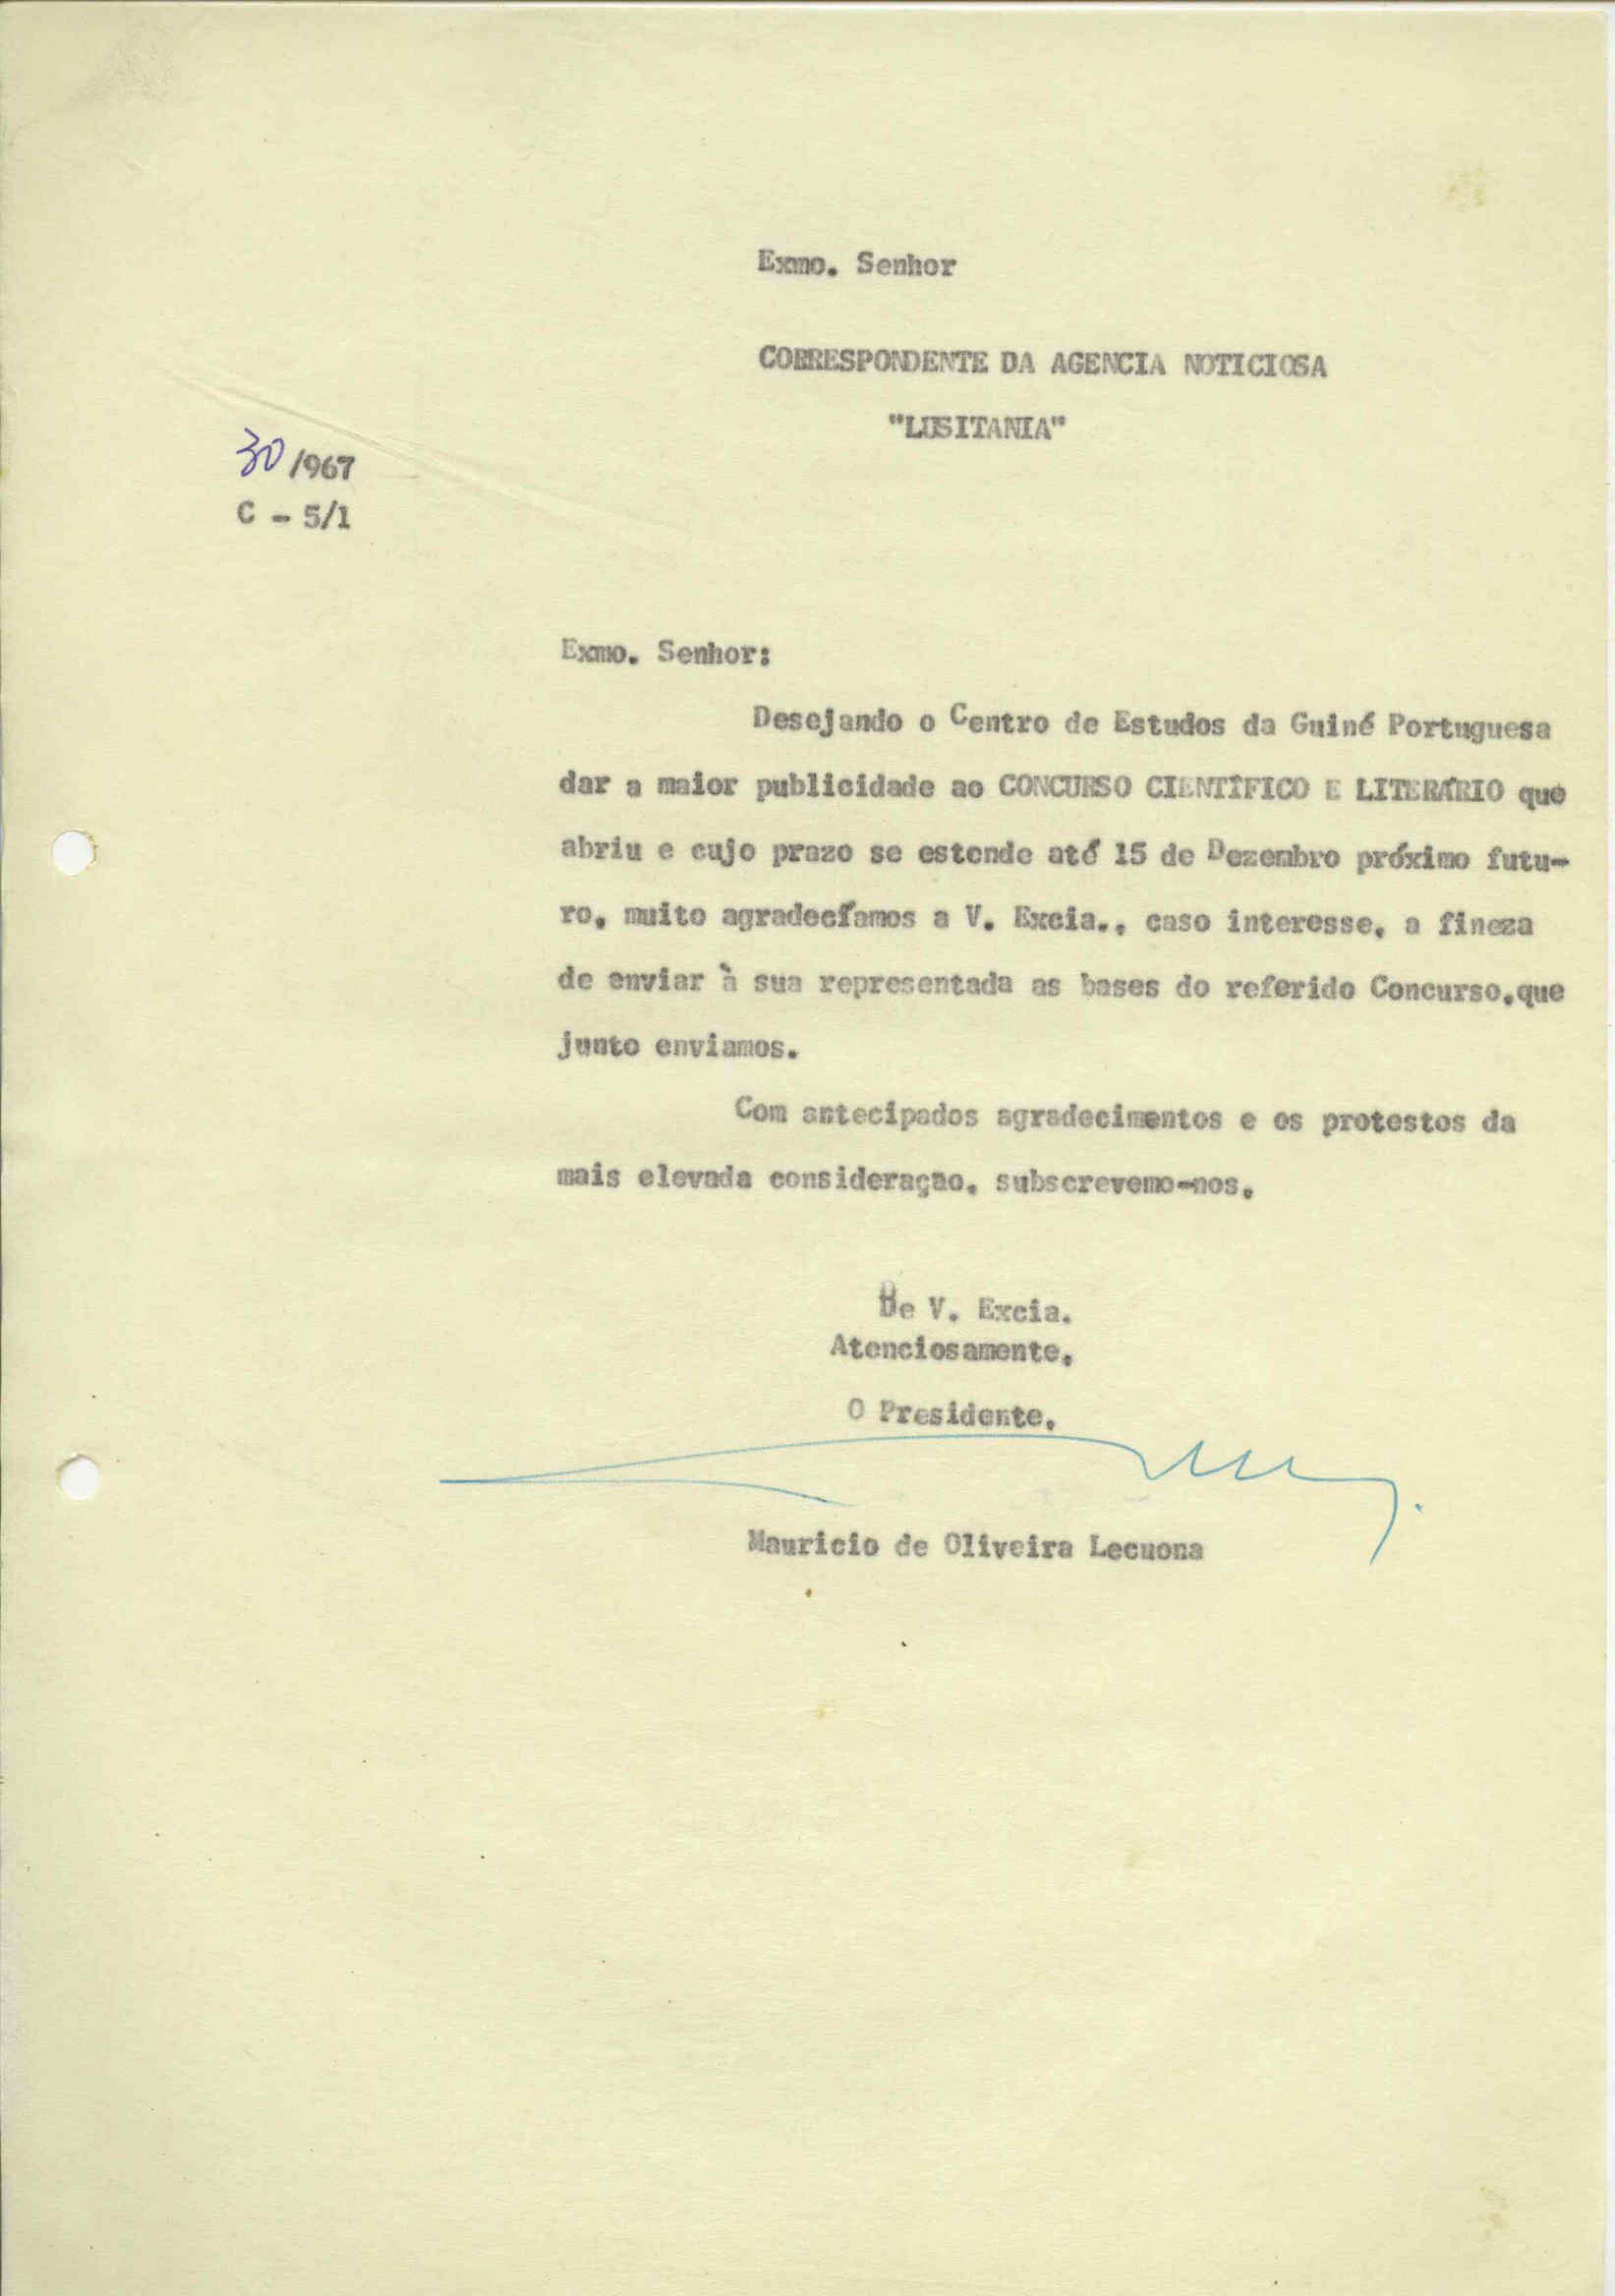 Exmo. Senhor
CORRESPONDENTE DA AGENCIA NOTICIOSA
"LUSITANIA"
30/967
C - 5/1
Exmo. Senhor:
Desejando o Centro de Estudos da Guiné Portuguesa
dar a maior publicidade ao CONCURSO CIENTÍFICO E LITERÁRIO que
abriu e cujo prazo se estende até 15 de Dezembro próximo futu-
ro, muito agradecíamos a V. Excia., caso interesse, a fineza
de enviar à sua representada as bases do referido Concurso,que
junto enviamos.
Com antecipados agradecimentos e os protestos da
mais elevada consideraçao, subscrevemo-nos,
De V. Excia.
Atenciosamente,
O Presidente,
Mauricio de Oliveira Lecuona